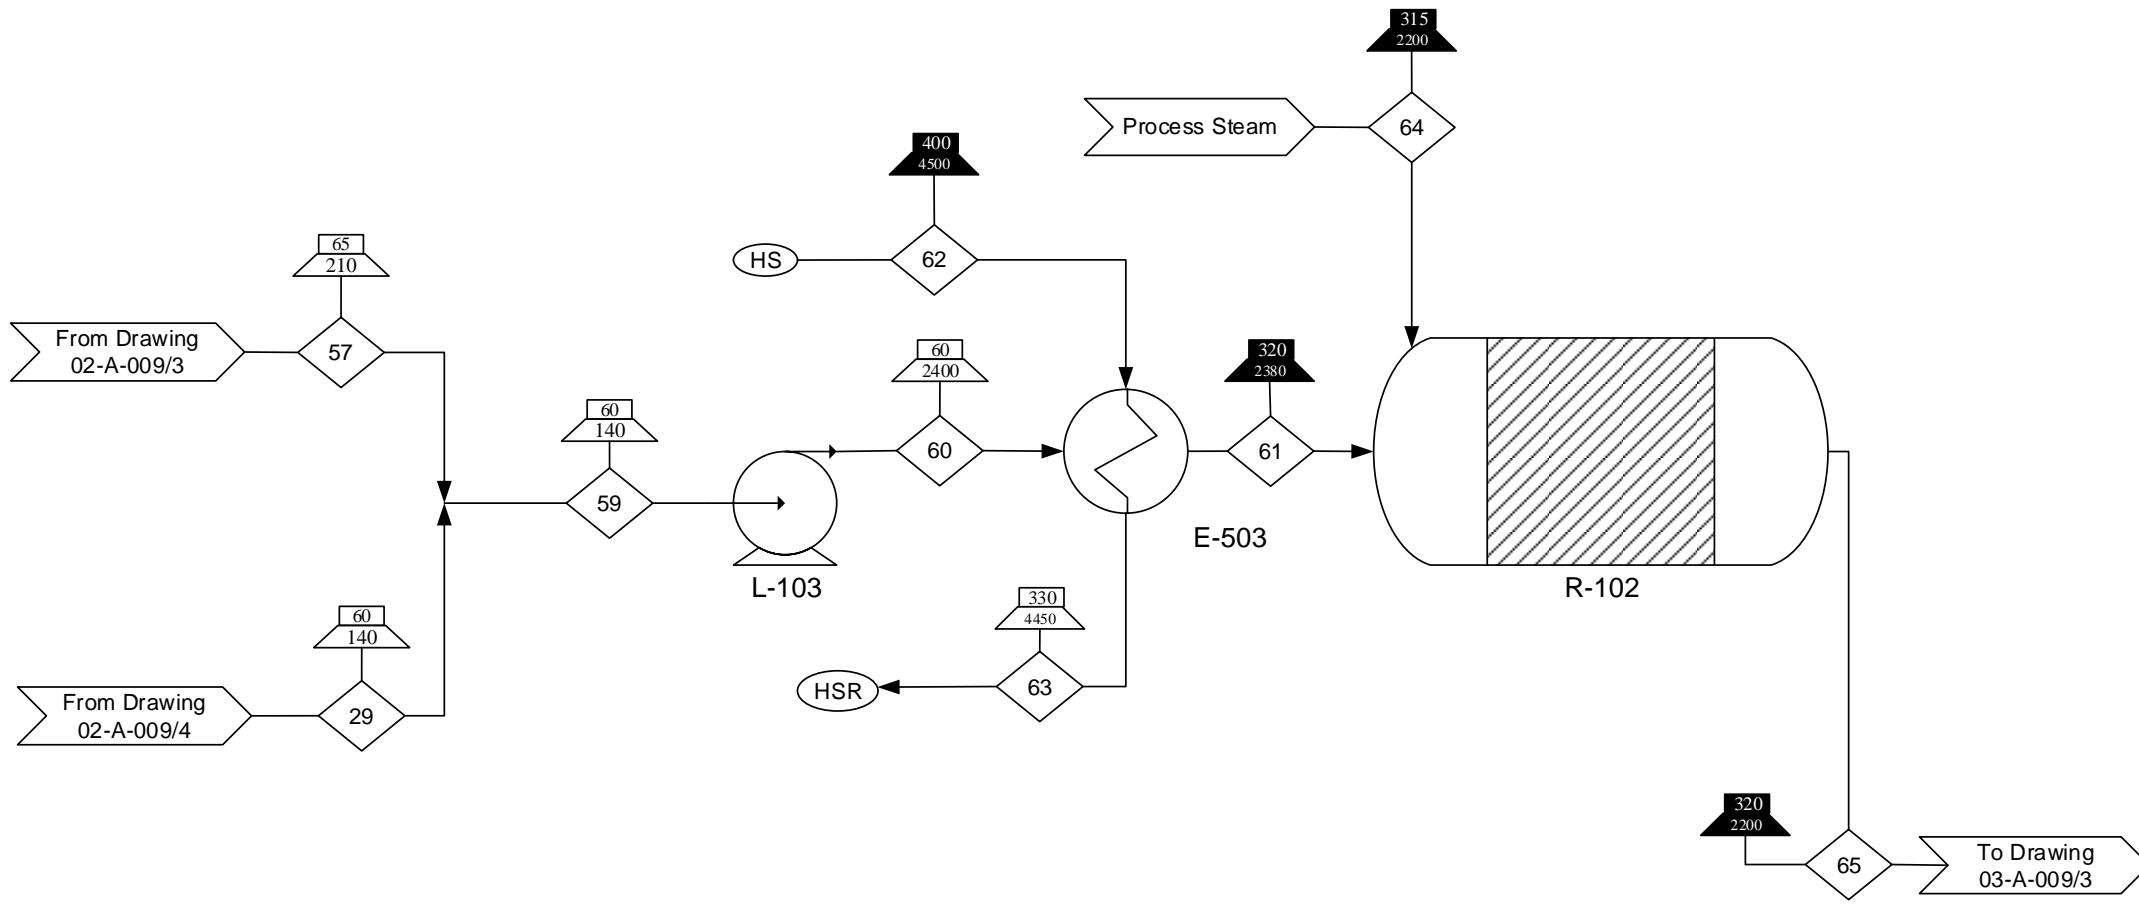 315
2200
Process Steam
64
400
4500
HS
62
65
210
From Drawing
02-A-009/3
57
60
2400
60
320
2380
61
60
140
59
L-103
E-503
R-102
330
4450
HSR
63
60
140
From Drawing
02-A-009/4
29
320
2200
65
To Drawing
03-A-009/3